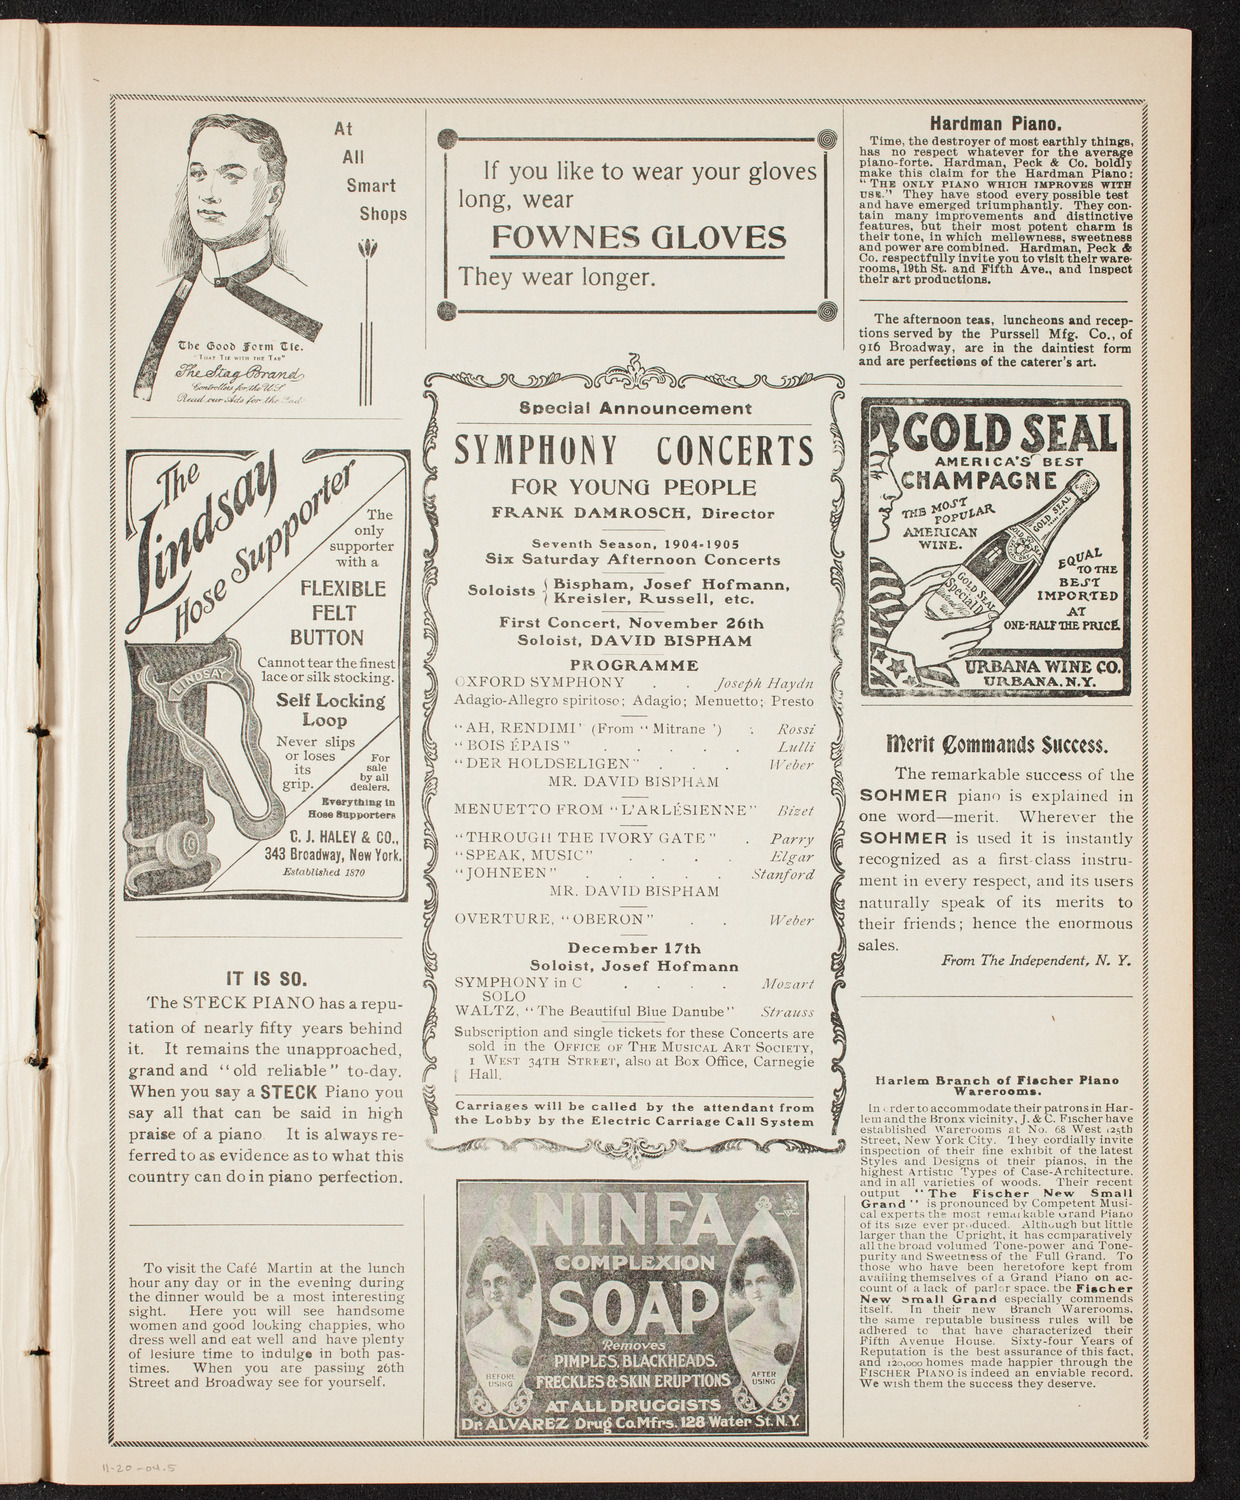 At
All
Smart
Shops
The Good Form Tie.
"That Tie with the Tab"
The Stag Brand
Controllers for the U.S
Read our Ads for the
The
Lindsay
Hose Supporter
The
only
supporter
with a
FLEXIBLE
FELT
BUTTON
Cannot tear the finest
lace or silk stocking.
Self Locking
Loop
Never slips
or loses
its
grip.
For
sale
by all
dealers.
Everything in
Hose Supporters
C. J. HALEY & CO.,
343 Broadway, New York.
Established 1870
LINDSAY
IT IS SO.
The STECK PIANO has a repu-
tation of nearly fifty years behind
it. It remains the unapproached,
grand and "old reliable" to-day.
When you say a STECK Piano you
say all that can be said in high
praise of a piano It is always re-
ferred to as evidence as to what this
country can do in piano perfection.
To visit the Café Martin at the lunch
hour any day or in the evening during
the dinner would be a most interesting
sight. Here you will see handsome
women and good looking chappies, who
dress well and eat well and have plenty
of lesiure time to indulge in both pas-
times. When you are passing 26th
Street and Broadway see for yourself.
If you like to wear your gloves
long, wear
FOWNES GLOVES
They wear longer.
Special Announcement
SYMPHONY CONCERTS
FOR YOUNG PEOPLE
FRANK DAMROSCH, Director
Seventh Season, 1904-1905
Six Saturday Afternoon Concerts
Soloists { Bispham, Josef Hofmann,
Kreisler, Russell, etc.
First Concert, November 26th
Soloist, DAVID BISPHAM
PROGRAMME
OXFORD SYMPHONY . . Joseph Haydn
Adagio-Allegro spiritoso; Adagio; Menuetto; Presto
"AH, RENDIMI' (From "Mitrane ') . Rossi
"BOIS ÉPAIS" . . . . . Lulli
"DER HOLDSELIGEN" . . . Weber
MR. DAVID BISPHAM
MENUETTO FROM "L'ARLÉSIENNE" Bizet
"THROUGH THE IVORY GATE" . Parry
"SPEAK, MUSIC" . . . . Elgar
"JOHNEEN" . . . . . Stanford
MR. DAVID BISPHAM
OVERTURE, "OBERON" . . Weber
December 17th
Soloist, Josef Hofmann
SYMPHONY in C . . . . Mozart
SOLO
WALTZ, "The Beautiful Blue Danube" Strauss
Subscription and single tickets for these Concerts are
sold in the OFFICE OF THE MUSICAL ART SOCIETY,
1 WEST 34TH STREET, also at Box Office, Carnegie
Hall.
Carriages will be called by the attendant from
the Lobby by the Electric Carriage Call System
NINFA
COMPLEXION
SOAP
Removes
PIMPLES, BLACKHEADS,
FRECKLES & SKIN ERUPTIONS
BEFORE
USING
AFTER
USING
AT ALL DRUGGISTS
Dr. ALVAREZ Drug Co. Mfrs. 128 Water St. N.Y.
Hardman Piano.
Time, the destroyer of most earthly things,
has no respect whatever for the average
piano-forte. Hardman, Peck & Co. boldly
make this claim for the Hardman Piano:
"THE ONLY PIANO WHICH IMPROVES WITH
USE." They have stood every possible test
and have emerged triumphantly. They con-
tain many improvements and distinctive
features, but their most potent charm is
their tone, in which mellowness, sweetness
and power are combined. Hardman, Peck &
Co. respectfully invite you to visit their ware-
rooms, 19th St. and Fifth Ave., and inspect
their art productions.
The afternoon teas, luncheons and recep-
tions served by the Purssell Mfg. Co., of
916 Broadway, are in the daintiest form
and are perfections of the caterer's art.
GOLD SEAL
AMERICA'S BEST
CHAMPAGNE
THE MOST
POPULAR
AMERICAN
WINE.
GOLD SEAL
GOLD SEAL
Special Dry
EQUAL
TO THE
BEST
IMPORTED
AT
ONE-HALF THE PRICE.
URBANA WINE CO.
URBANA, N.Y.
Merit Commands Success.
The remarkable success of the
SOHMER piano is explained in
one word—merit. Wherever the
SOHMER is used it is instantly
recognized as a first-class instru-
ment in every respect, and its users
naturally speak of its merits to
their friends; hence the enormous
sales.
From The Independent, N. Y.
Harlem Branch of Fischer Piano
Warerooms.
In order to accommodate their patrons in Har-
lem and the Bronx vicinity, J. & C. Fischer have
established Warerooms at No. 68 West 125th
Street, New York City. They cordially invite
inspection of their fine exhibit of the latest
Styles and Designs of their pianos, in the
highest Artistic Types of Case-Architecture.
and in all varieties of woods. Their recent
output "The Fischer New Small
Grand" is pronounced by Competent Musi-
cal experts the most remarkable Grand Piano
of its size ever produced. Although but little
larger than the Upright, it has comparatively
all the broad volumed Tone-power and Tone-
purity and Sweetness of the Full Grand. To
those who have been heretofore kept from
availing themselves of a Grand Piano on ac-
count of a lack of parlor space, the Fischer
New Small Grand especially commends
itself. In their new Branch Warerooms,
the same reputable business rules will be
adhered to that have characterized their
Fifth Avenue House. Sixty-four Years of
Reputation is the best assurance of this fact,
and 120,000 homes made happier through the
FISCHER PIANO is indeed an enviable record.
We wish them the success they deserve.
11-20-04.5